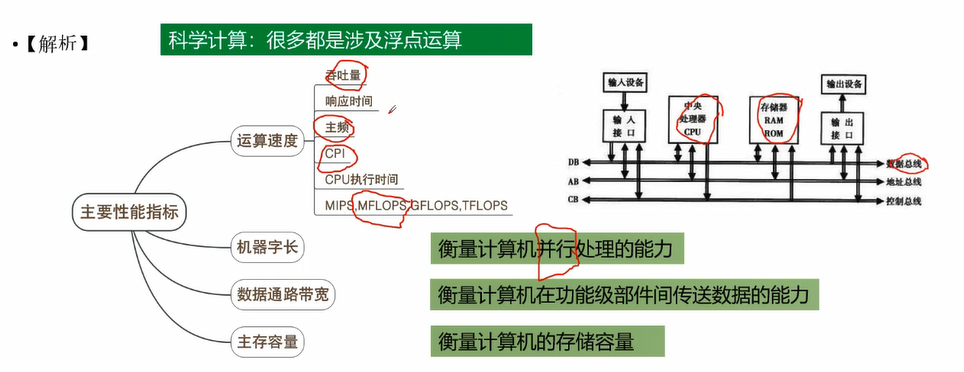 •【解析】
科学计算：很多都是涉及浮点运算
主要性能指标
运算速度
吞吐量
响应时间
主频
CPI
CPU执行时间
MIPS,MFLOPS,GFLOPS,TFLOPS
机器字长
衡量计算机并行处理的能力
数据通路带宽
衡量计算机在功能级部件间传送数据的能力
主存容量
衡量计算机的存储容量
输入设备
输出设备
输入
接口
中央
处理器
CPU
存储器
RAM
ROM
输出
接口
DB
数据总线
AB
地址总线
CB
控制总线